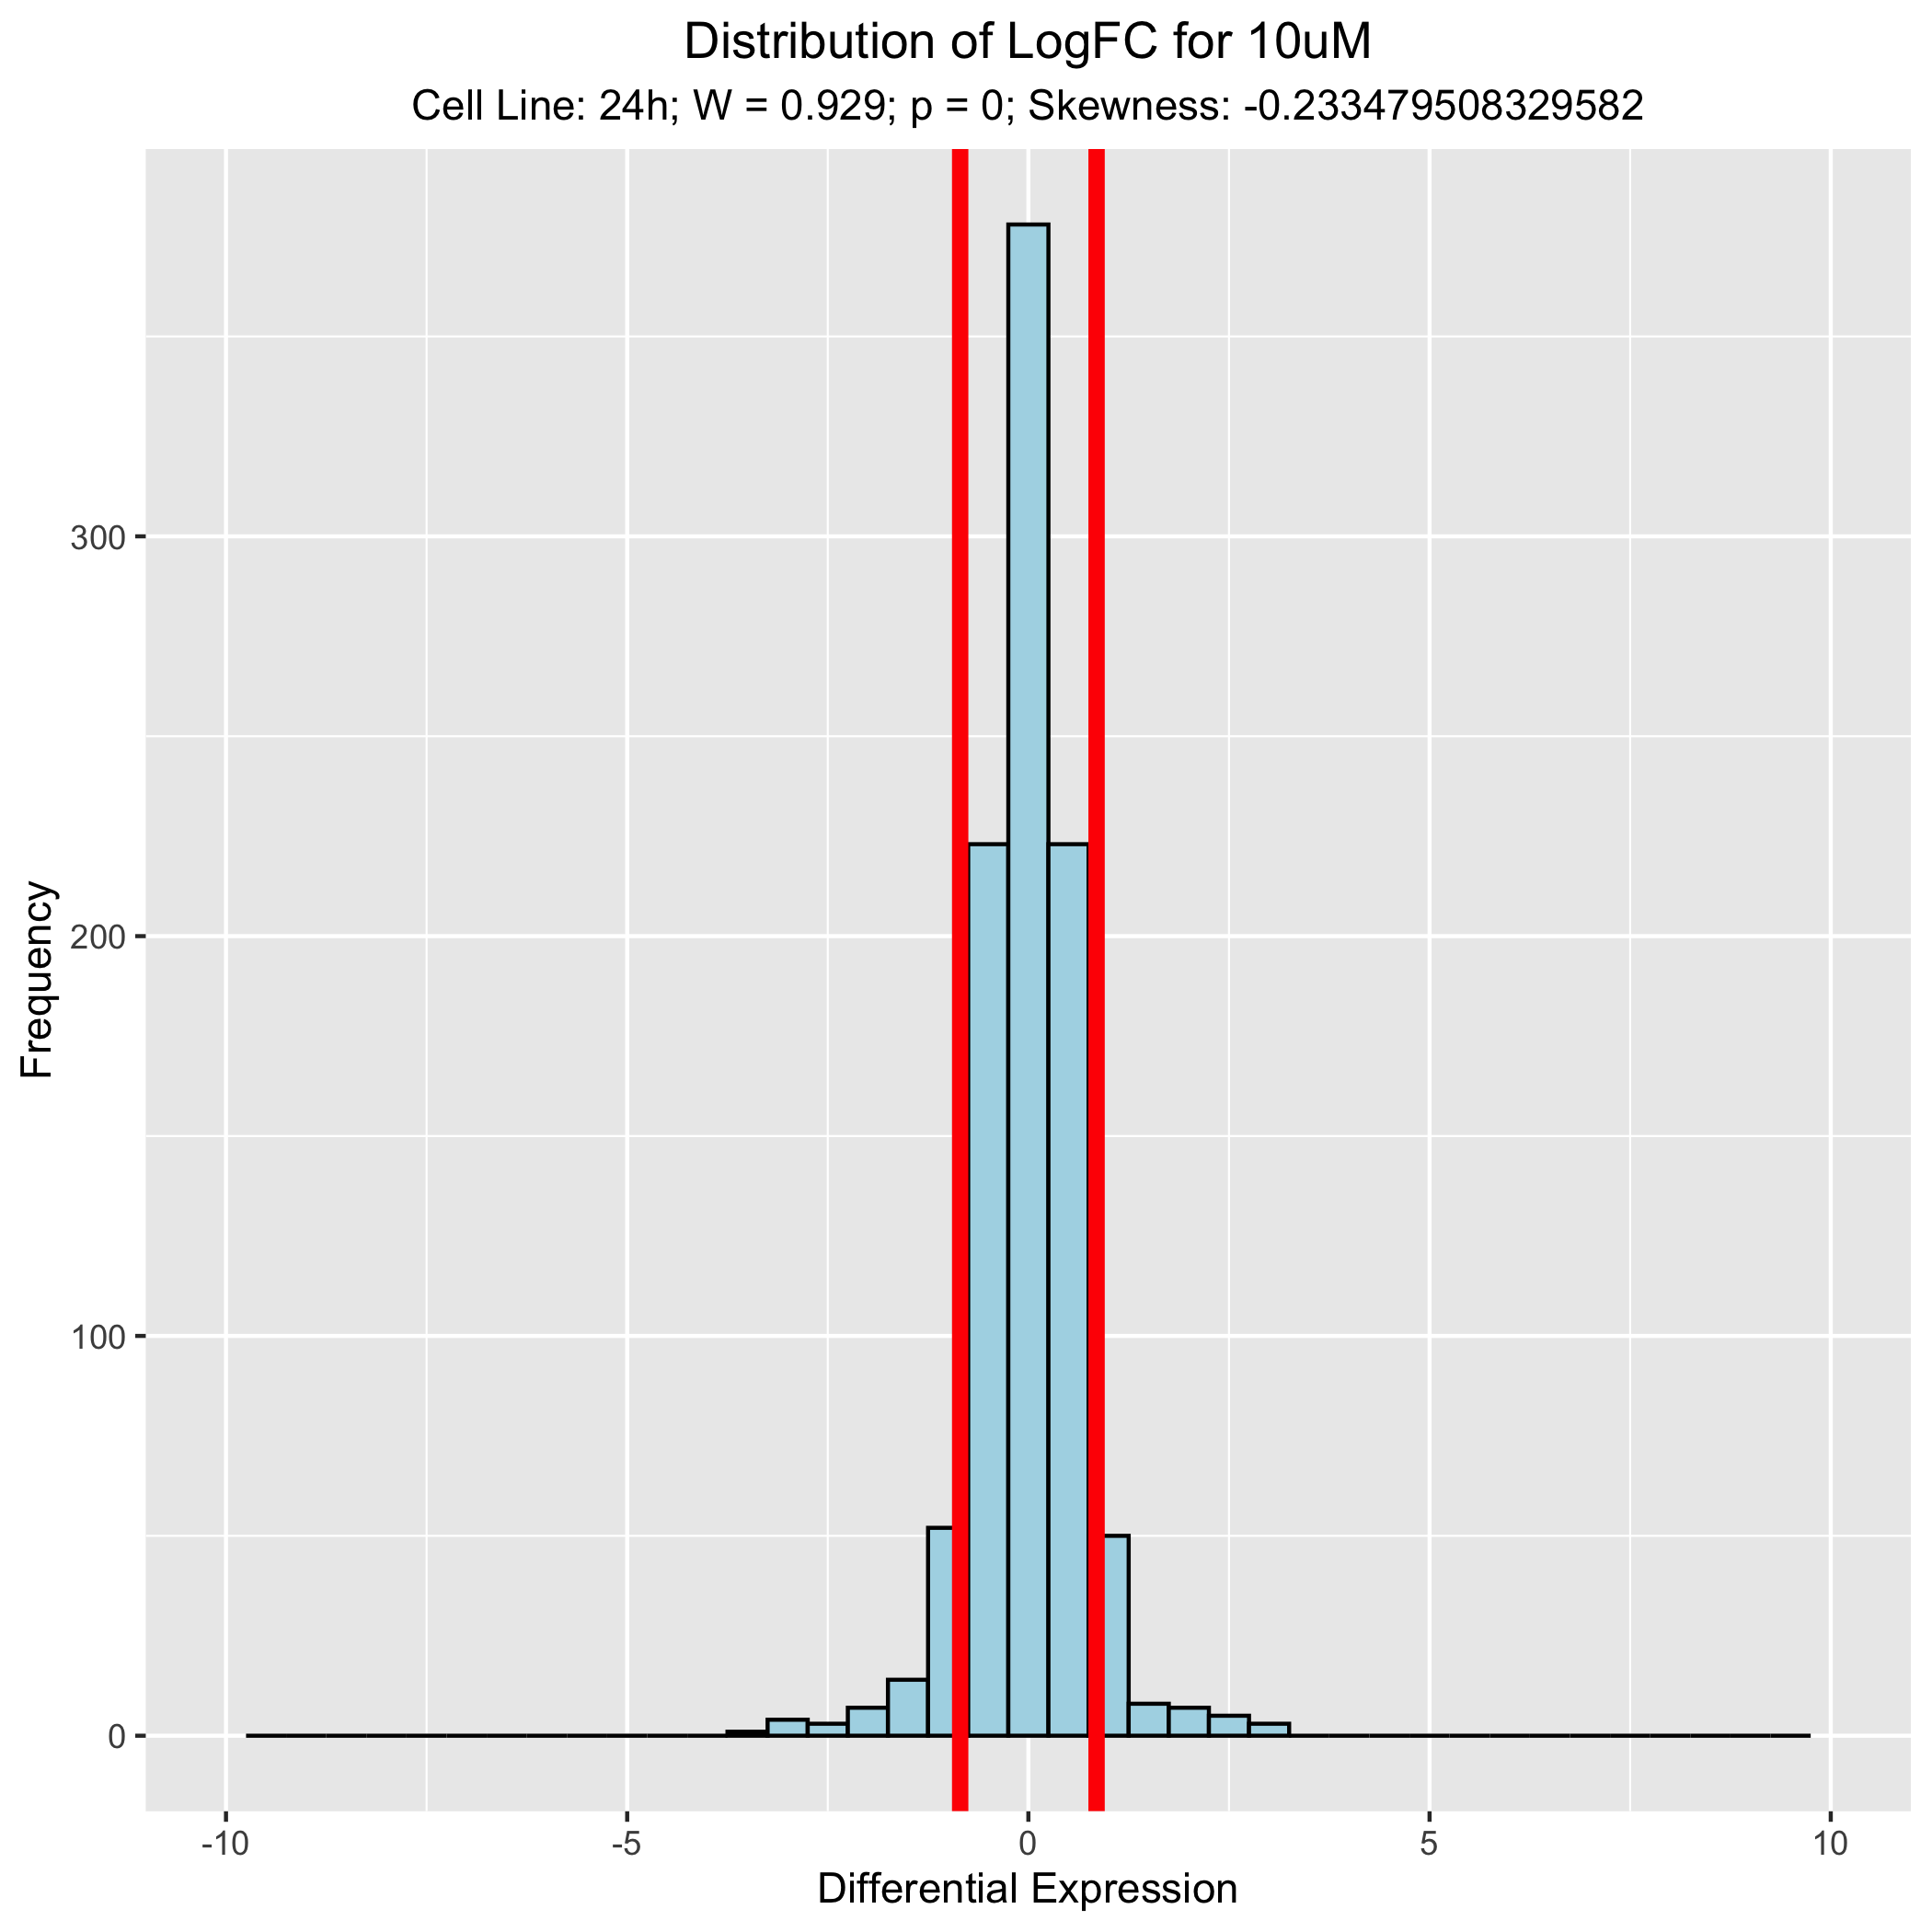 Distribution of LogFC for 10uM
Cell Line: 24h; W = 0.929; p = 0; Skewness: -0.233479508329582
Frequency
300
200
100
0
-10 -5 0 5 10
Differential Expression